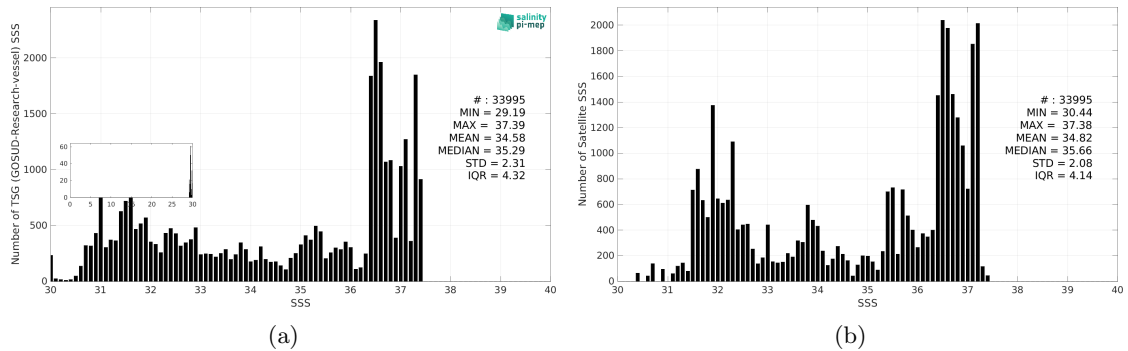 salinity
pi-mep
Number of TSG (GOSUD-Research-vessel) SSS
2000
1500
1000
500
0
# : 33995
MIN = 29.19
MAX = 37.39
MEAN = 34.58
MEDIAN = 35.29
STD = 2.31
IQR = 4.32
60
40
20
0
0 5 10 15 20 25 30
30 31 32 33 34 35 36 37 38 39 40
SSS
(a)
Number of Satellite SSS
2000
1800
1600
1400
1200
1000
800
600
400
200
0
# : 33995
MIN = 30.44
MAX = 37.38
MEAN = 34.82
MEDIAN = 35.66
STD = 2.08
IQR = 4.14
30 31 32 33 34 35 36 37 38 39 40
SSS
(b)